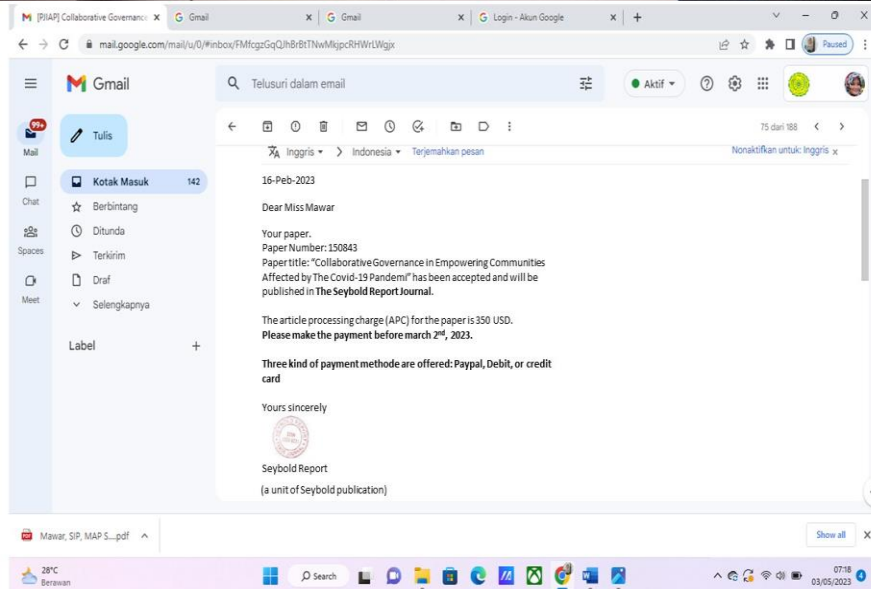 [PJIAP] Collaborative Governance
Gmail
Gmail
Login - Akun Google
mail.google.com/mail/u/0/#inbox/FMfcgzGqQJhBrBtTNwMkjpcRHWrLWgjx
Paused
Gmail
Telusuri dalam email
Aktif
99+
Mail
Chat
Spaces
Meet
Tulis
Kotak Masuk 142
Berbintang
Ditunda
Terkirim
Draf
Selengkapnya
Label
75 dari 188
Inggris > Indonesia Terjemahkan pesan
Nonaktifkan untuk: Inggris x
16-Peb-2023
Dear Miss Mawar
Your paper.
Paper Number: 150843
Paper title: "Collaborative Governance in Empowering Communities
Affected by The Covid-19 Pandemi" has been accepted and will be
published in The Seybold Report Journal.
The article processing charge (APC) for the paper is 350 USD.
Please make the payment before march 2nd, 2023.
Three kind of payment methode are offered: Paypal, Debit, or credit
card
Yours sincerely
Seybold Report
(a unit of Seybold publication)
Mawar, SIP, MAP S....pdf
Show all
28°C
Berawan
Search
07:18
03/05/2023